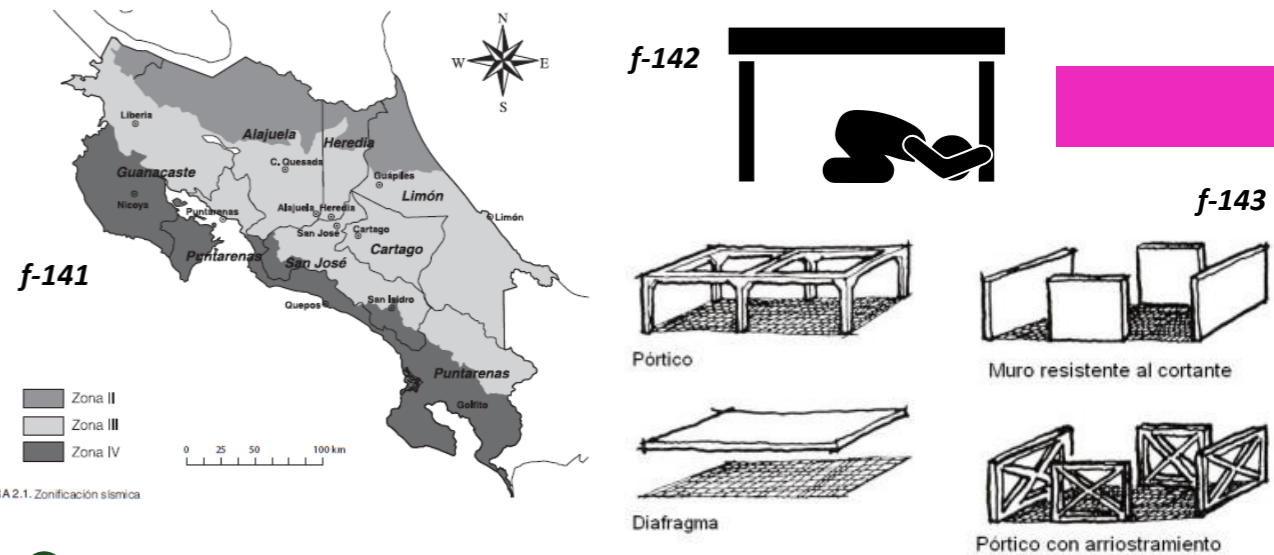 N
W E
S
f-141
Liberia
Alajuela
Heredia
C. Quesada
Guanacaste
Guápiles
Limón
Nicoya
Puntarenas
Alajuela Heredia
Limón
San José
Cartago
Cartago
Puntarenas
San José
Quepos
San Isidro
Puntarenas
Golfito
Zona II
Zona III
Zona IV
0 25 50 100 km
A 2.1. Zonificación sísmica
f-142
f-143
Pórtico
Muro resistente al cortante
Diafragma
Pórtico con arriostramiento